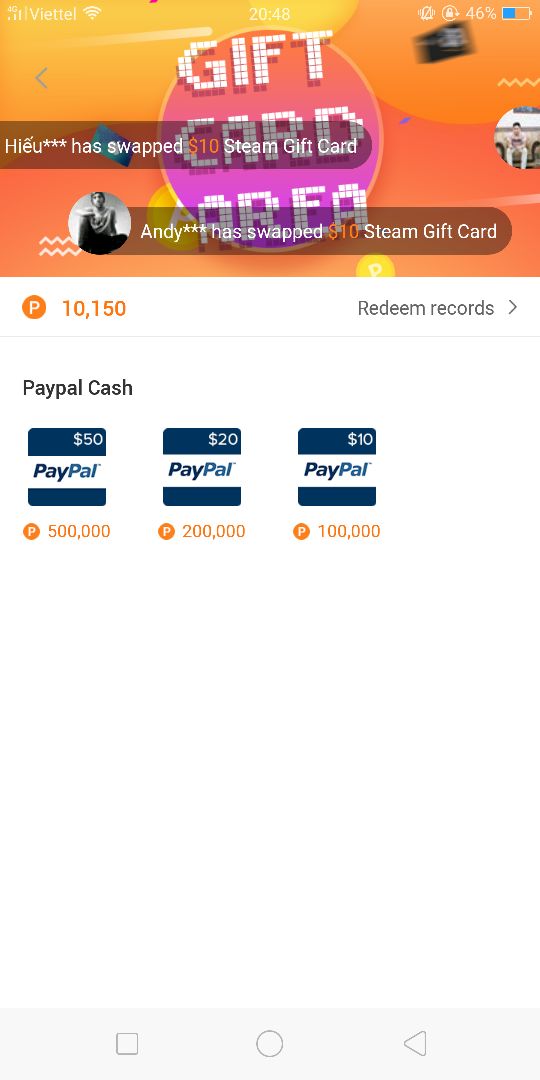 4G Viettel 20:48 46%
GIFT
CARD
AREA
Hiếu*** has swapped $10 Steam Gift Card
Andy*** has swapped $10 Steam Gift Card
P 10,150 Redeem records
Paypal Cash
$50 $20 $10
PayPal PayPal PayPal
P 500,000 P 200,000 P 100,000